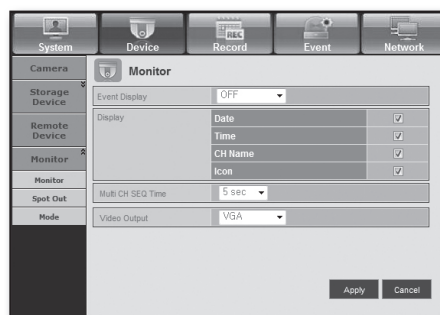 System Device Record Event Network
REC
Camera
Monitor
Storage Device
Event Display OFF
Display Date
Time
CH Name
Icon
Remote Device
Monitor
Monitor
Multi CH SEQ Time 5 sec
Spot Out
Mode
Video Output VGA
Apply Cancel